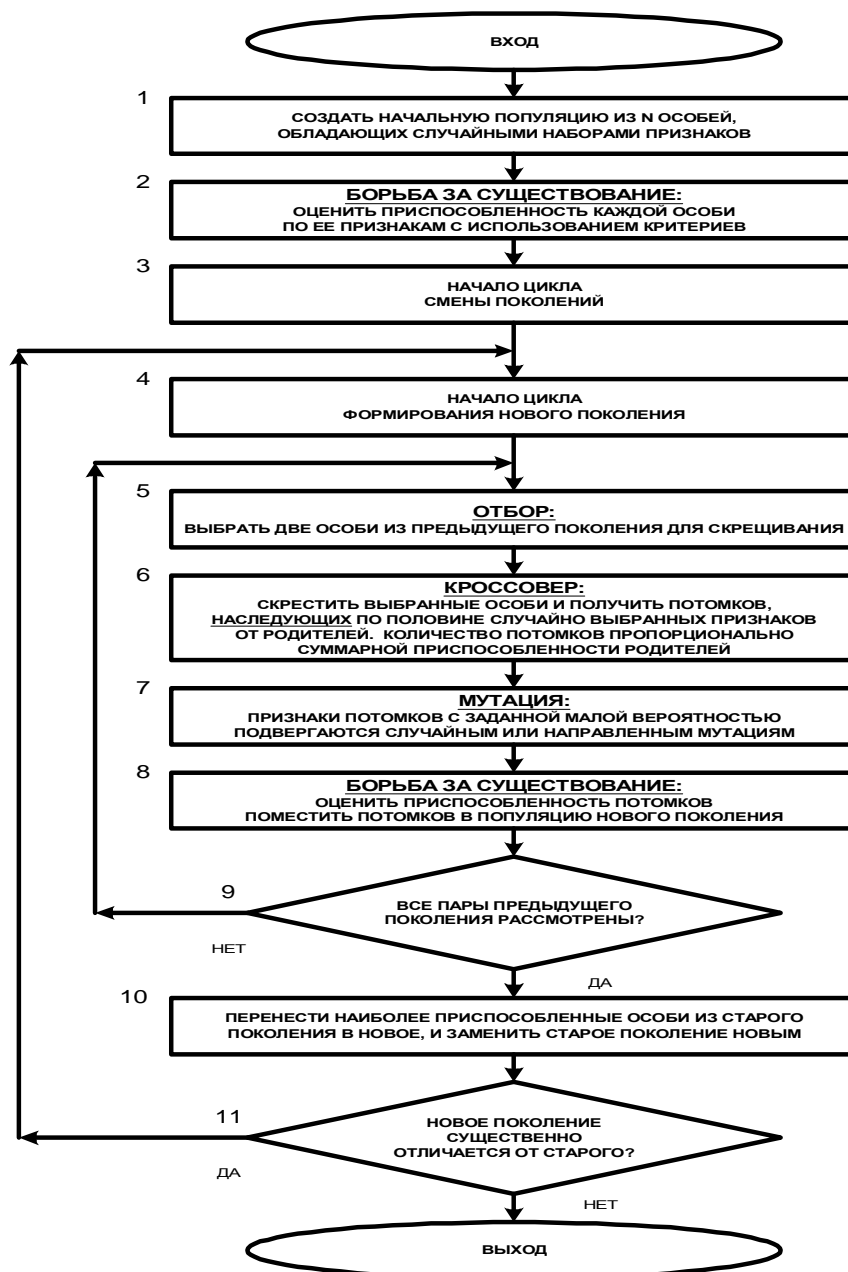 ВХОД
1
СОЗДАТЬ НАЧАЛЬНУЮ ПОПУЛЯЦИЮ ИЗ N ОСОБЕЙ,
ОБЛАДАЮЩИХ СЛУЧАЙНЫМИ НАБОРАМИ ПРИЗНАКОВ
2
БОРЬБА ЗА СУЩЕСТВОВАНИЕ:
ОЦЕНИТЬ ПРИСПОСОБЛЕННОСТЬ КАЖДОЙ ОСОБИ
ПО ЕЕ ПРИЗНАКАМ С ИСПОЛЬЗОВАНИЕМ КРИТЕРИЕВ
3
НАЧАЛО ЦИКЛА
СМЕНЫ ПОКОЛЕНИЙ
4
НАЧАЛО ЦИКЛА
ФОРМИРОВАНИЯ НОВОГО ПОКОЛЕНИЯ
5
ОТБОР:
ВЫБРАТЬ ДВЕ ОСОБИ ИЗ ПРЕДЫДУЩЕГО ПОКОЛЕНИЯ ДЛЯ СКРЕЩИВАНИЯ
6
КРОССОВЕР:
СКРЕСТИТЬ ВЫБРАННЫЕ ОСОБИ И ПОЛУЧИТЬ ПОТОМКОВ,
НАСЛЕДУЮЩИХ ПО ПОЛОВИНЕ СЛУЧАЙНО ВЫБРАННЫХ ПРИЗНАКОВ
ОТ РОДИТЕЛЕЙ. КОЛИЧЕСТВО ПОТОМКОВ ПРОПОРЦИОНАЛЬНО
СУММАРНОЙ ПРИСПОСОБЛЕННОСТИ РОДИТЕЛЕЙ
7
МУТАЦИЯ:
ПРИЗНАКИ ПОТОМКОВ С ЗАДАННОЙ МАЛОЙ ВЕРОЯТНОСТЬЮ
ПОДВЕРГАЮТСЯ СЛУЧАЙНЫМ ИЛИ НАПРАВЛЕННЫМ МУТАЦИЯМ
8
БОРЬБА ЗА СУЩЕСТВОВАНИЕ:
ОЦЕНИТЬ ПРИСПОСОБЛЕННОСТЬ ПОТОМКОВ
ПОМЕСТИТЬ ПОТОМКОВ В ПОПУЛЯЦИЮ НОВОГО ПОКОЛЕНИЯ
9
ВСЕ ПАРЫ ПРЕДЫДУЩЕГО
ПОКОЛЕНИЯ РАССМОТРЕНЫ?
НЕТ
ДА
10
ПЕРЕНЕСТИ НАИБОЛЕЕ ПРИСПОСОБЛЕННЫЕ ОСОБИ ИЗ СТАРОГО
ПОКОЛЕНИЯ В НОВОЕ, И ЗАМЕНИТЬ СТАРОЕ ПОКОЛЕНИЕ НОВЫМ
11
НОВОЕ ПОКОЛЕНИЕ
СУЩЕСТВЕННО
ОТЛИЧАЕТСЯ ОТ СТАРОГО?
ДА
НЕТ
ВЫХОД